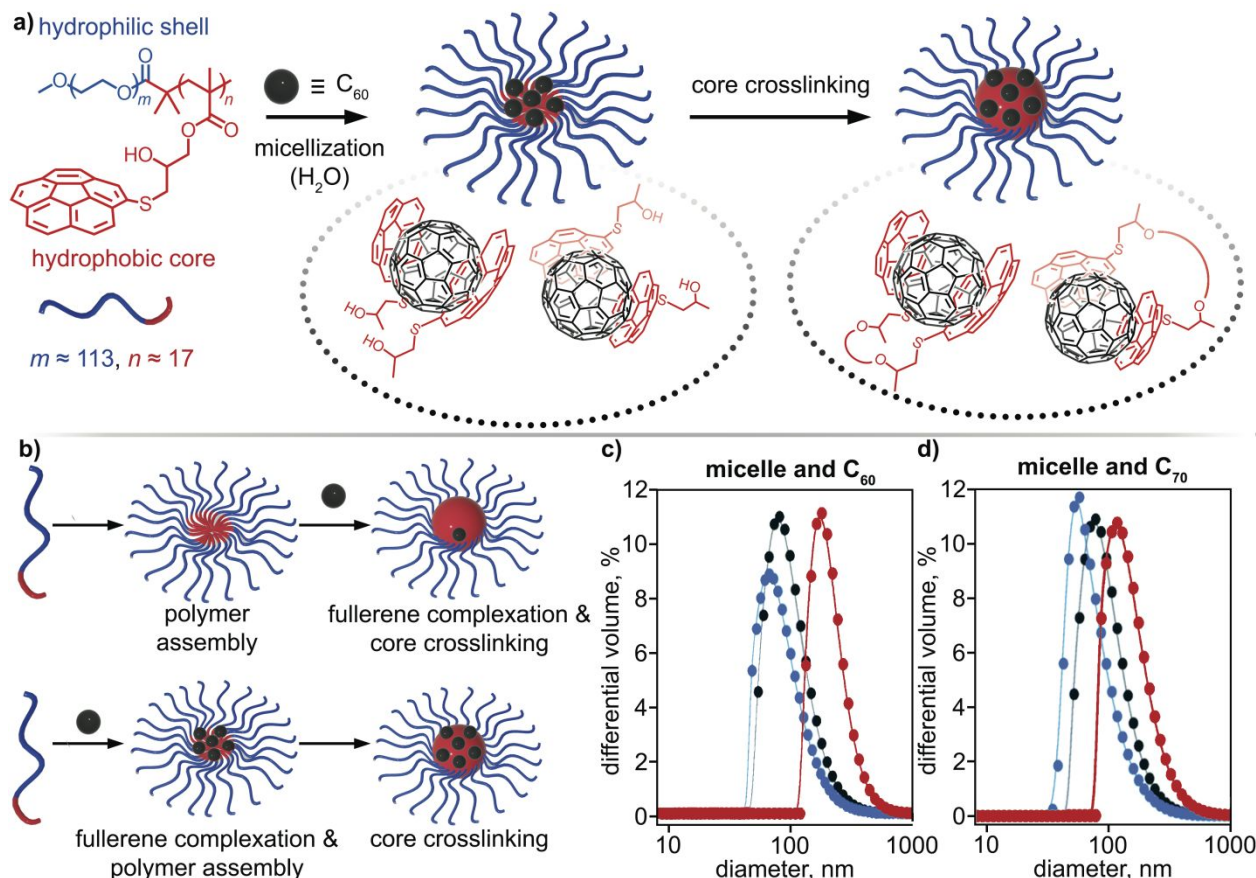 a)
hydrophilic shell
O
O
O
m
n
O
O
HO
S
hydrophobic core
m ≈ 113, n ≈ 17
≡ C60
micellization
(H2O)
core crosslinking
S
OH
HO
S
HO
S
S
HO
S
O
O
S
O
S
O
S
b)
polymer
assembly
fullerene complexation &
core crosslinking
fullerene complexation &
polymer assembly
core crosslinking
c)
micelle and C60
differential volume, %
12
10
8
6
4
2
0
10
100
1000
diameter, nm
d)
micelle and C70
differential volume, %
12
10
8
6
4
2
0
10
100
1000
diameter, nm